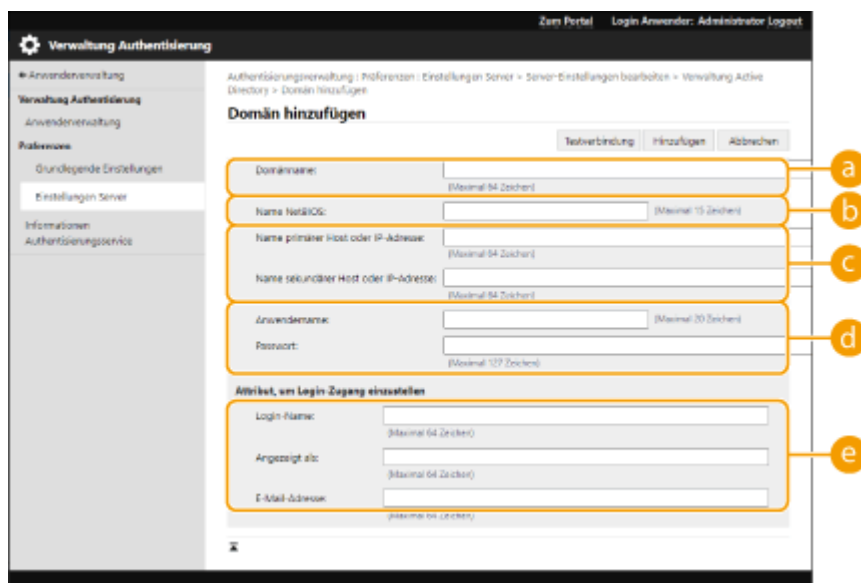 Zum Portal Login Anwender: Administrator Logout
Verwaltung Authentisierung
Anwenderverwaltung
Verwaltung Authentisierung
Anwenderverwaltung
Präferenzen
Grundlegende Einstellungen
Einstellungen Server
Informationen
Authentisierungsservice
Authentisierungsverwaltung : Präferenzen : Einstellungen Server > Server-Einstellungen bearbeiten > Verwaltung Active
Directory > Domän hinzufügen
Domän hinzufügen
Testverbindung Hinzufügen Abbrechen
Domänname:
(Maximal 64 Zeichen)
a
Name NetBIOS: (Maximal 15 Zeichen)
b
Name primärer Host oder IP-Adresse:
(Maximal 64 Zeichen)
c
Name sekundärer Host oder IP-Adresse:
(Maximal 64 Zeichen)
Anwendername: (Maximal 20 Zeichen)
d
Passwort:
(Maximal 127 Zeichen)
Attribut, um Login-Zugang einzustellen
Login-Name:
(Maximal 64 Zeichen)
Angezeigt als:
e
(Maximal 64 Zeichen)
E-Mail-Adresse:
(Maximal 64 Zeichen)